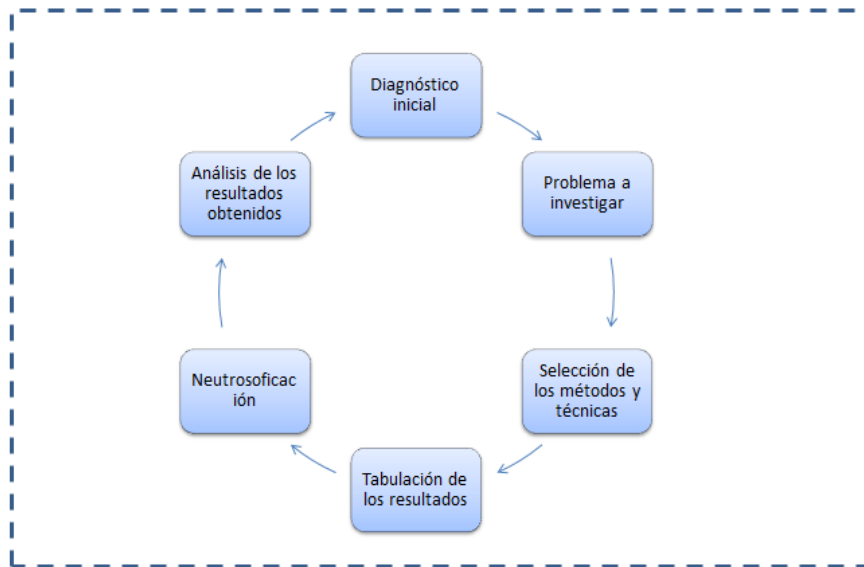 Diagnóstico
inicial
Problema a
investigar
Selección de
los métodos y
técnicas
Tabulación de
los resultados
Neutrosoficac
ión
Análisis de los
resultados
obtenidos